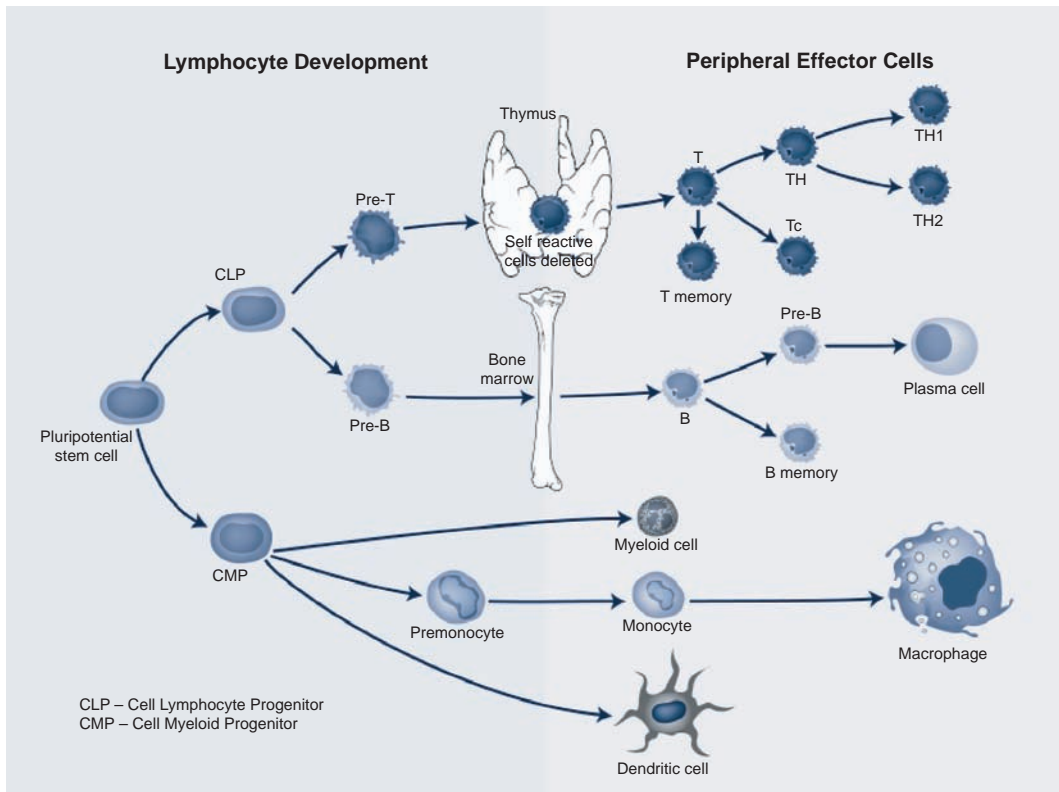 Lymphocyte Development
Peripheral Effector Cells
Thymus
TH1
T
TH
Pre-T
TH2
Tc
Self reactive
cells deleted
CLP
T memory
Pre-B
Bone
marrow
Plasma cell
Pre-B
B
Pluripotential
stem cell
B memory
Myeloid cell
CMP
Premonocyte
Monocyte
Macrophage
CLP – Cell Lymphocyte Progenitor
CMP – Cell Myeloid Progenitor
Dendritic cell